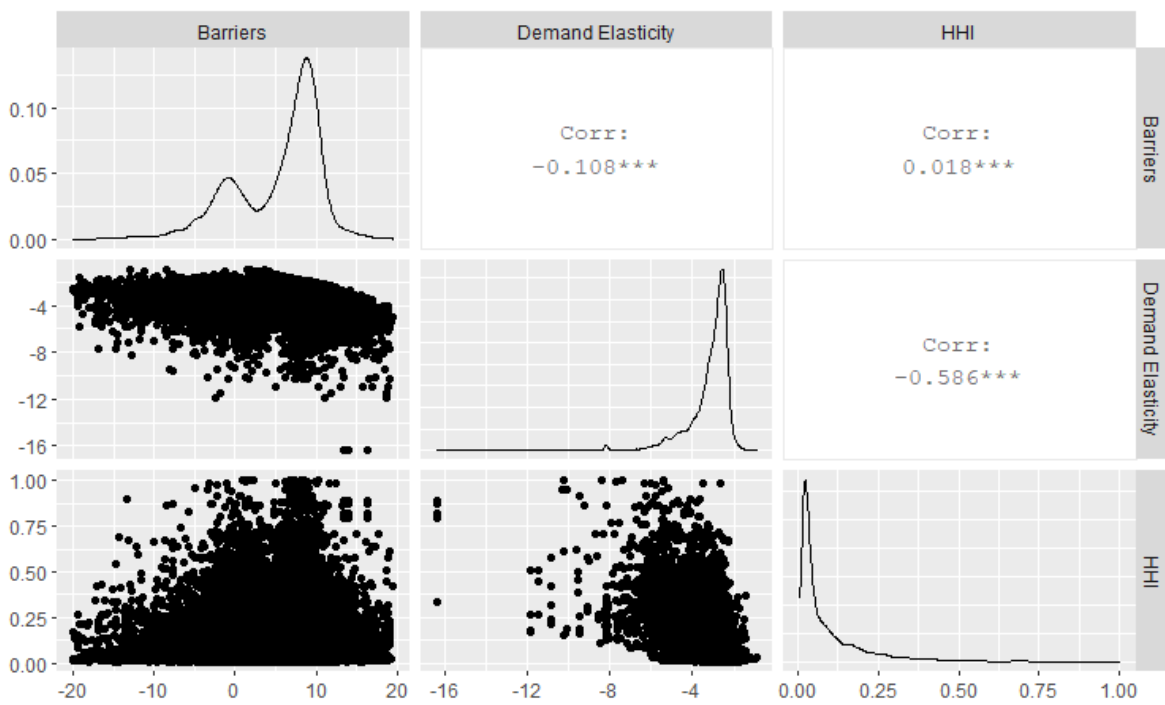 Barriers
Demand Elasticity
HHI
0.10
0.05
0.00
Corr:
-0.108***
Corr:
0.018***
Barriers
-4
-8
-12
-16
Corr:
-0.586***
Demand Elasticity
1.00
0.75
0.50
0.25
0.00
HHI
-20 -10 0 10 20
-16 -12 -8 -4
0.00 0.25 0.50 0.75 1.00